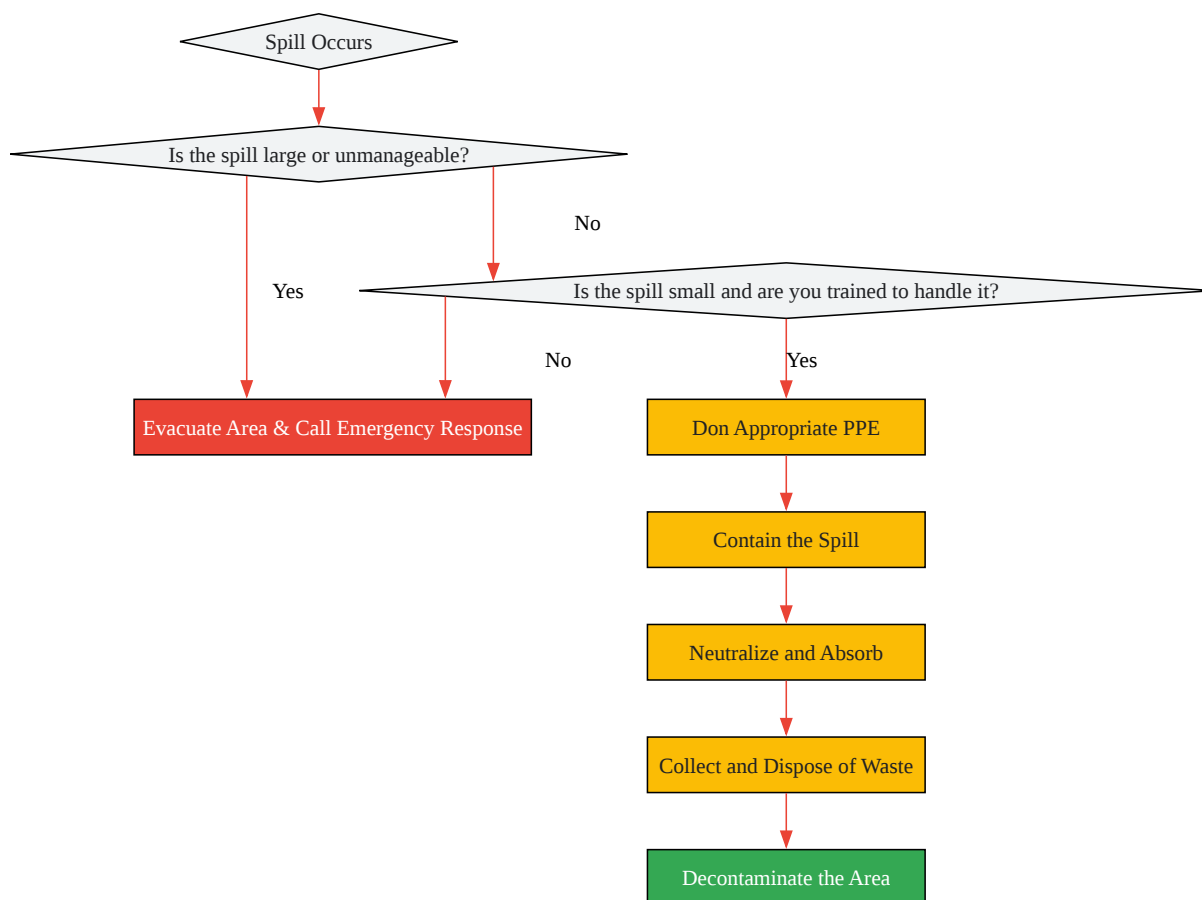 Spill Occurs
Is the spill large or unmanageable?
No
Yes
Is the spill small and are you trained to handle it?
No
Yes
Evacuate Area & Call Emergency Response
Don Appropriate PPE
Contain the Spill
Neutralize and Absorb
Collect and Dispose of Waste
Decontaminate the Area